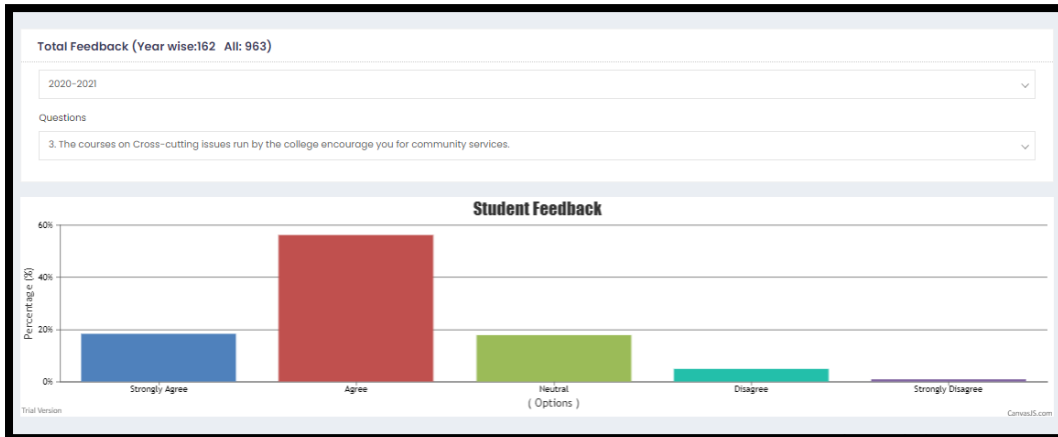 Total Feedback (Year wise:162 All: 963)
2020-2021
Questions
3. The courses on Cross-cutting issues run by the college encourage you for community services.
Student Feedback
60%
40%
20%
0%
Percentage (%)
Strongly Agree Agree Neutral Disagree Strongly Disagree
( Options )
Trial Version CanvasJS.com